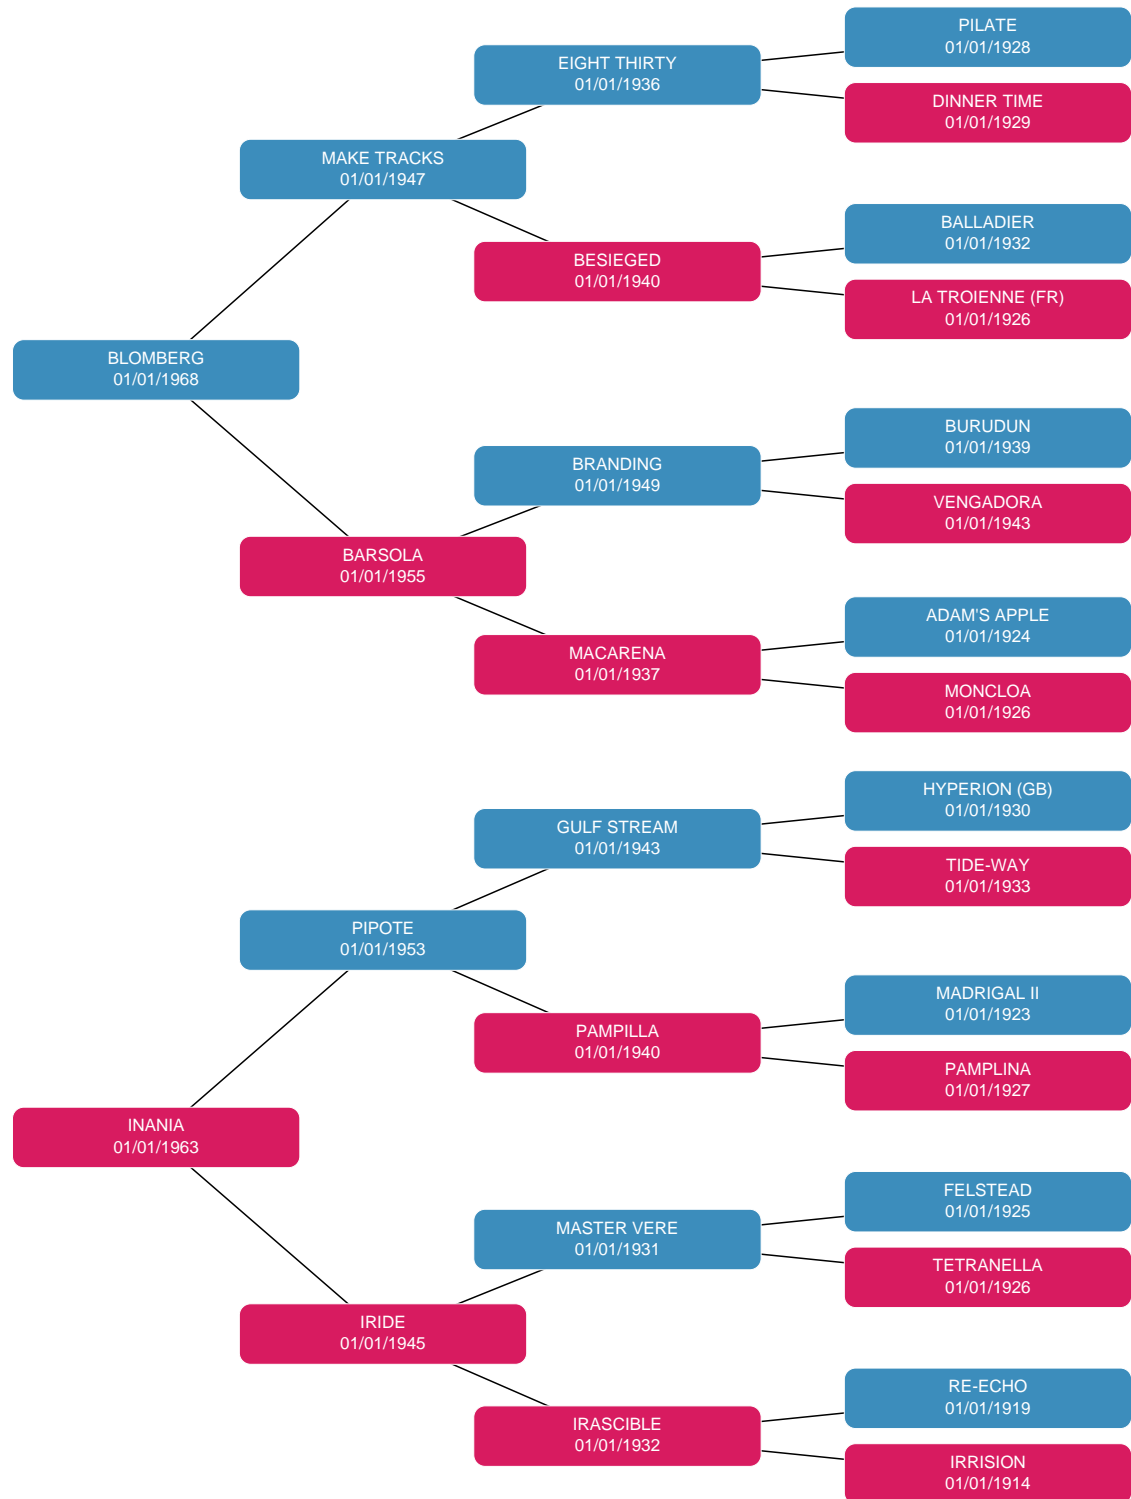 PILATE
01/01/1928
EIGHT THIRTY
01/01/1936
DINNER TIME
01/01/1929
MAKE TRACKS
01/01/1947
BALLADIER
01/01/1932
BESIEGED
01/01/1940
LA TROIENNE (FR)
01/01/1926
BLOMBERG
01/01/1968
BURUDUN
01/01/1939
BRANDING
01/01/1949
VENGADORA
01/01/1943
BARSOLA
01/01/1955
ADAM'S APPLE
01/01/1924
MACARENA
01/01/1937
MONCLOA
01/01/1926
HYPERION (GB)
01/01/1930
GULF STREAM
01/01/1943
TIDE-WAY
01/01/1933
PIPOTE
01/01/1953
MADRIGAL II
01/01/1923
PAMPILLA
01/01/1940
PAMPLINA
01/01/1927
INANIA
01/01/1963
FELSTEAD
01/01/1925
MASTER VERE
01/01/1931
TETRANELLA
01/01/1926
IRIDE
01/01/1945
RE-ECHO
01/01/1919
IRASCIBLE
01/01/1932
IRRISION
01/01/1914